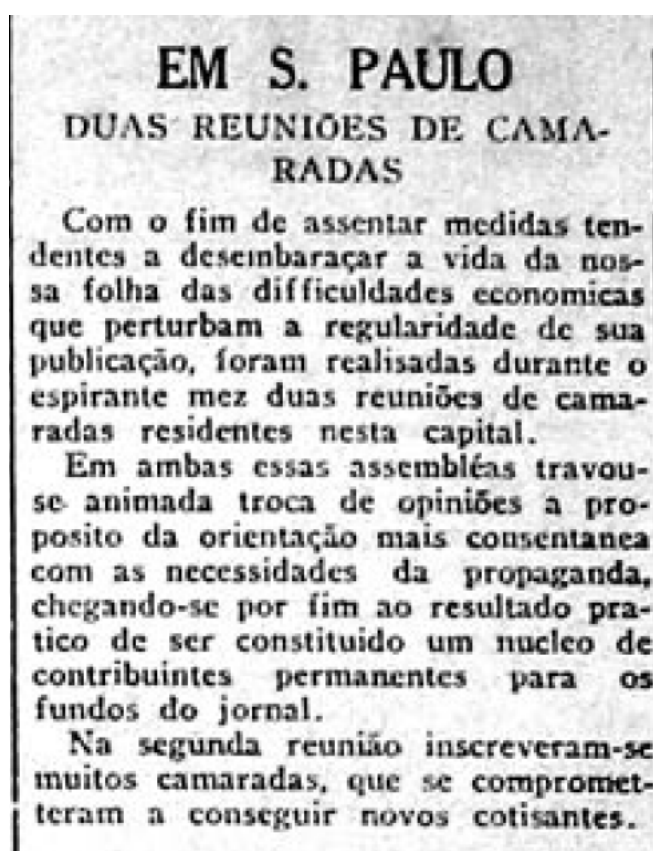 EM S. PAULO
DUAS REUNIÕES DE CAMA-
RADAS
Com o fim de assentar medidas ten-
dentes a desembaraçar a vida da nos-
sa folha das difficuldades economicas
que perturbam a regularidade de sua
publicação, foram realisadas durante o
espirante mez duas reuniões de cama-
radas residentes nesta capital.
Em ambas essas assembléas travou-
se animada troca de opiniões a pro-
posito da orientação mais consentanea
com as necessidades da propaganda,
chegando-se por fim ao resultado pra-
tico de ser constituido um nucleo de
contribuintes permanentes para os
fundos do jornal.
Na segunda reunião inscreveram-se
muitos camaradas, que se compromet-
teram a conseguir novos cotisantes.